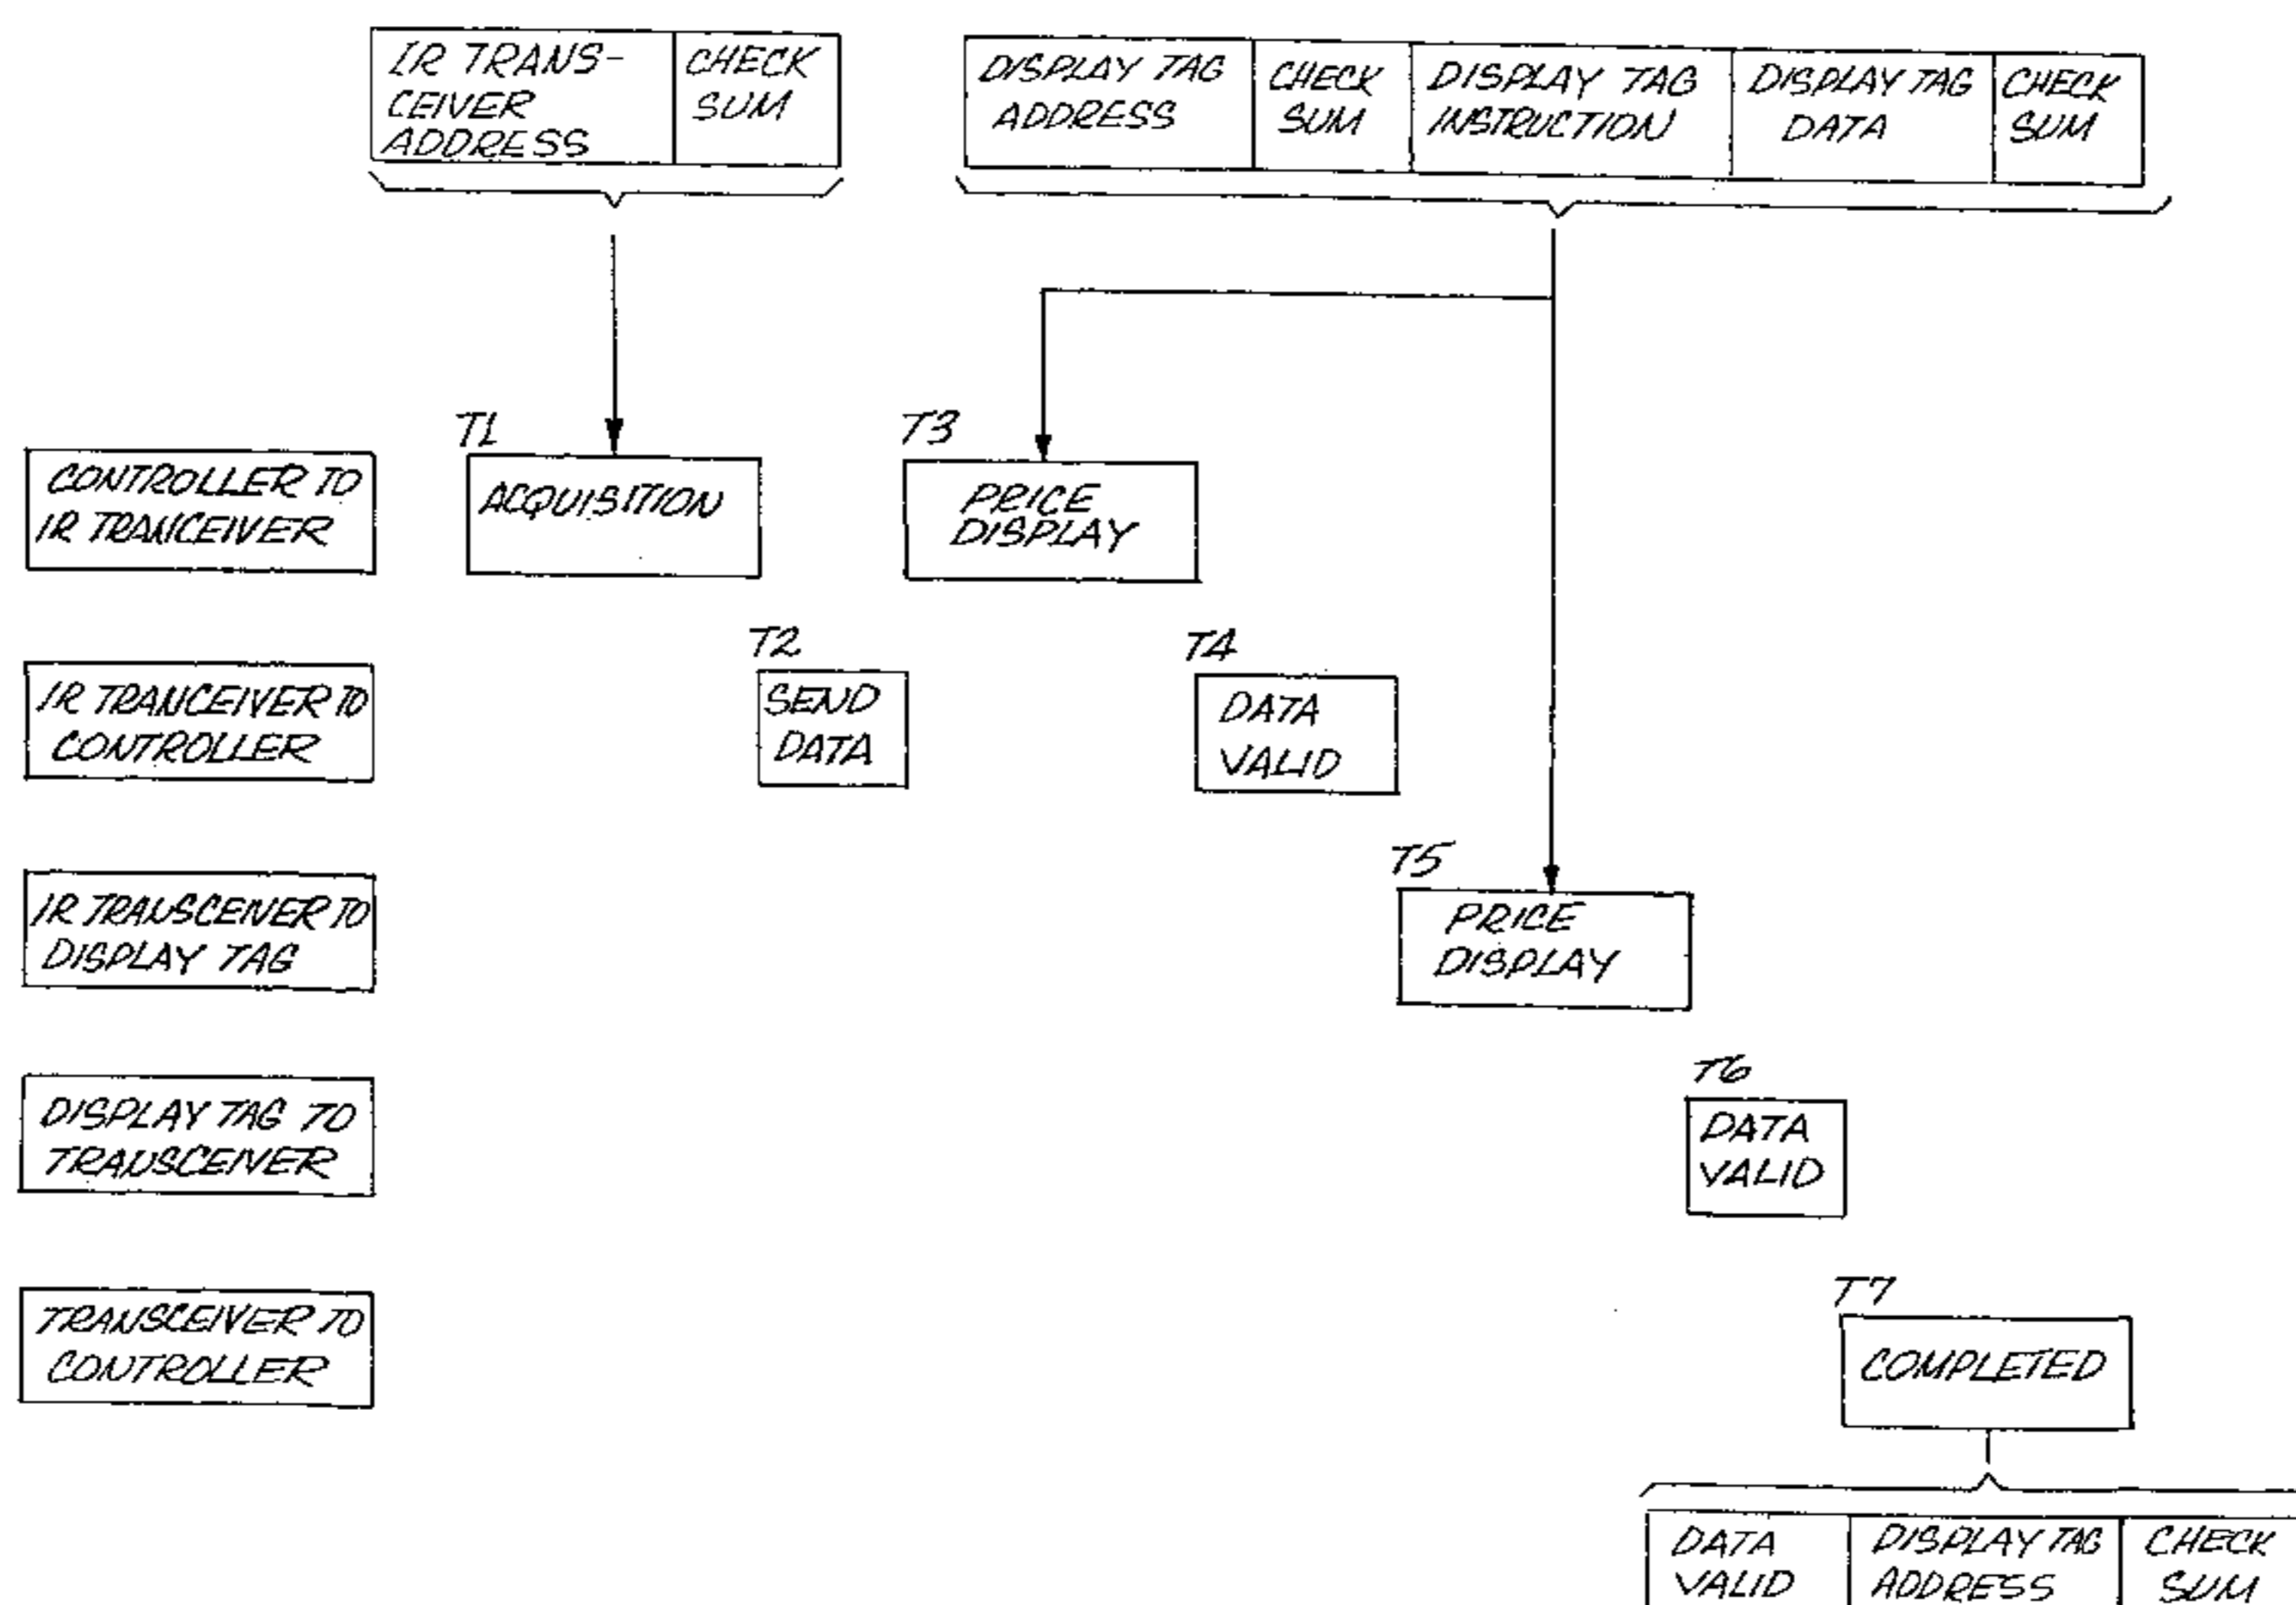 IR TRANS-
CEIVER
ADDRESS
CHECK
SUM
DISPLAY TAG
ADDRESS
CHECK
SUM
DISPLAY TAG
INSTRUCTION
DISPLAY TAG
DATA
CHECK
SUM
T1
T3
CONTROLLER TO
IR TRANCEIVER
ACQUISITION
PRICE
DISPLAY
T2
T4
IR TRANCEIVER TO
CONTROLLER
SEND
DATA
DATA
VALID
T5
IR TRANSCEIVER TO
DISPLAY TAG
PRICE
DISPLAY
T6
DISPLAY TAG TO
TRANSCEIVER
DATA
VALID
T7
TRANSCEIVER TO
CONTROLLER
COMPLETED
DATA
VALID
DISPLAY TAG
ADDRESS
CHECK
SUM